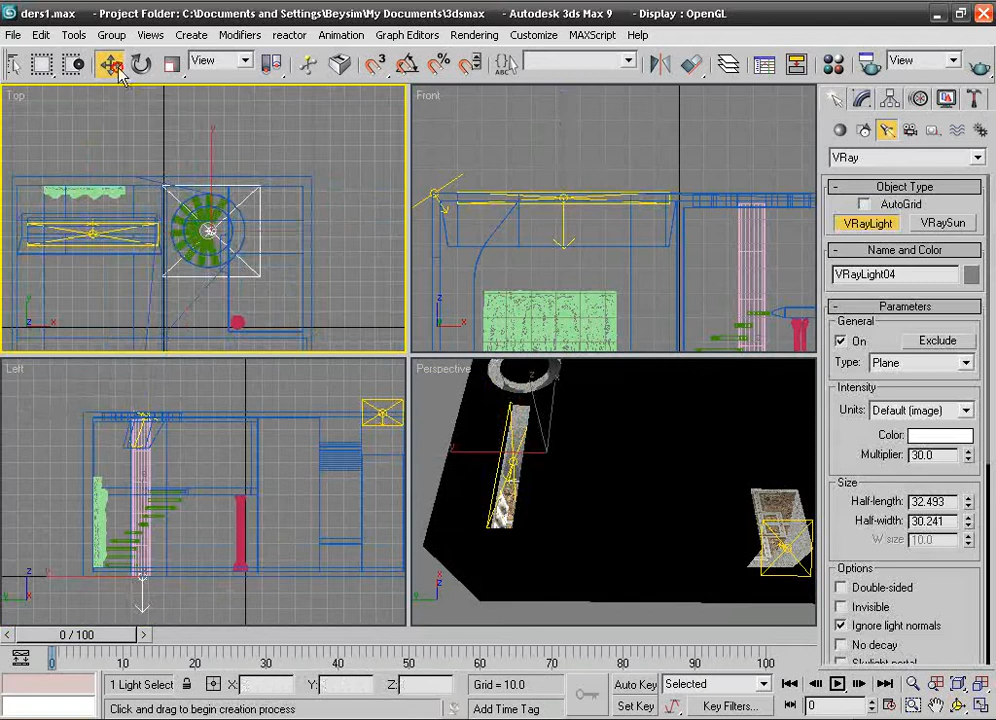 ders1.max    - Project Folder: C:\Documents and Settings\Beysim\My Documents\3dsmax    - Autodesk 3ds Max 9    - Display : OpenGL
File Edit Tools Group Views Create Modifiers reactor Animation Graph Editors Rendering Customize MAXScript Help
View ABC View
Top
Front
VRay
Object Type
AutoGrid
VRayLight VRaySun
Name and Color
VRayLight04
Parameters
General
On Exclude
Type: Plane
Left
Perspective
Intensity
Units: Default (image)
Color:
Multiplier: 30.0
Size
Half-length: 32.493
Half-width: 30.241
W size 10.0
Options
Double-sided
Invisible
Ignore light normals
No decay
Skylight portal
0 / 100
0 10 20 30 40 50 60 70 80 90 100
1 Light Select X: Y: Z: Grid = 10.0 Auto Key Selected
Click and drag to begin creation process Add Time Tag Set Key Key Filters... 0